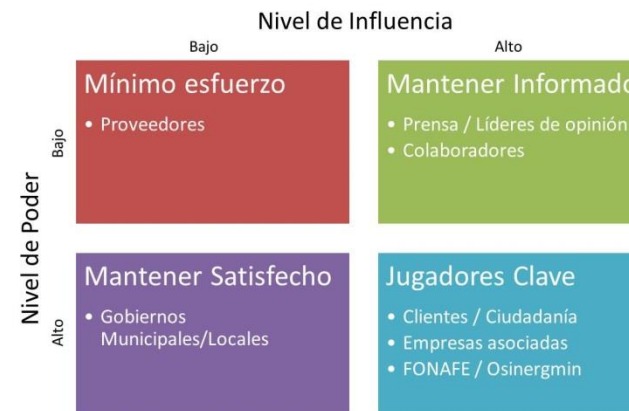 Nivel de Influencia
Bajo
Alto
Mínimo esfuerzo
• Proveedores
Mantener Informado
• Prensa / Líderes de opinión
• Colaboradores
Nivel de Poder
Bajo
Alto
Mantener Satisfecho
• Gobiernos
Municipales/Locales
Jugadores Clave
• Clientes / Ciudadanía
• Empresas asociadas
• FONAFE / Osinergmin